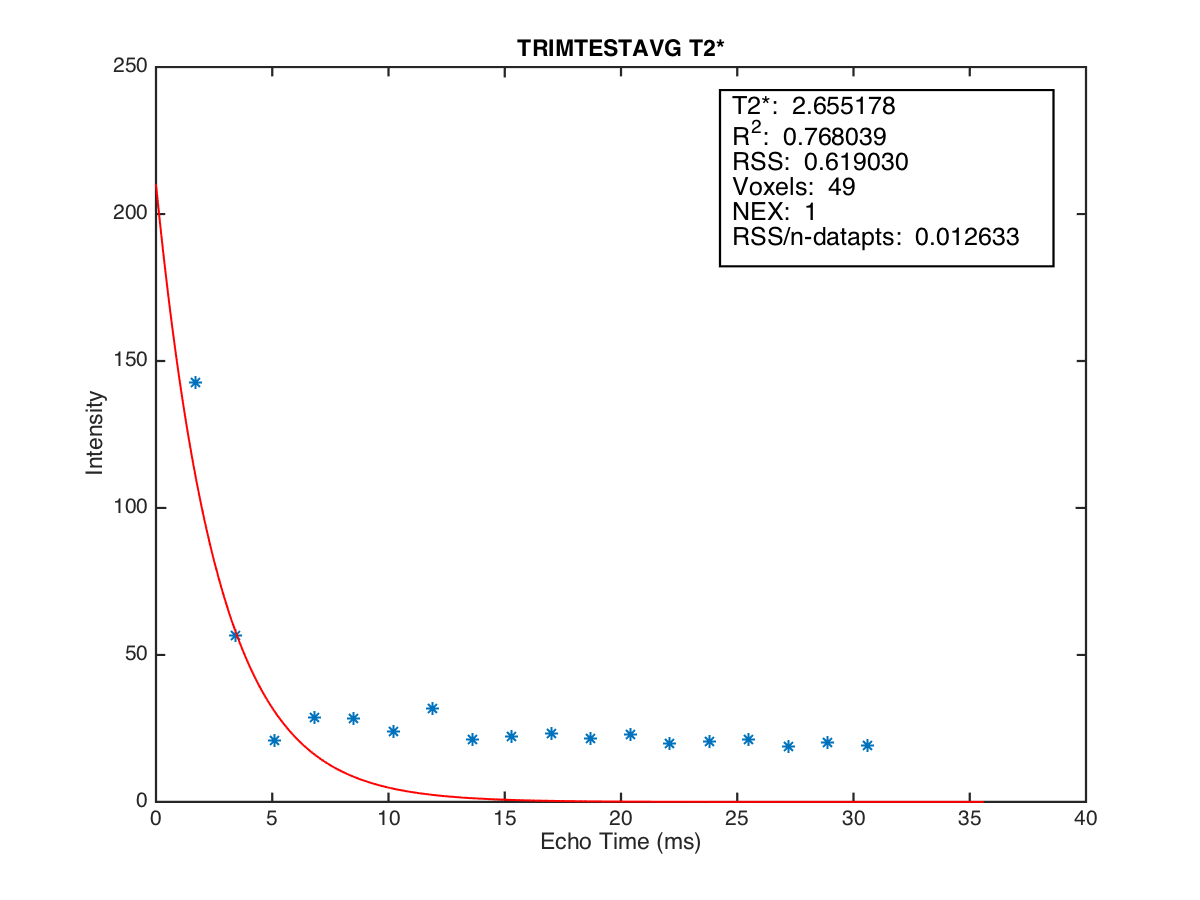 TRIMTESTAVG T2*
T2*: 2.655178
R²: 0.768039
RSS: 0.619030
Voxels: 49
NEX: 1
RSS/n-datapts: 0.012633
Intensity
250
200
150
100
50
0
0 5 10 15 20 25 30 35 40
Echo Time (ms)